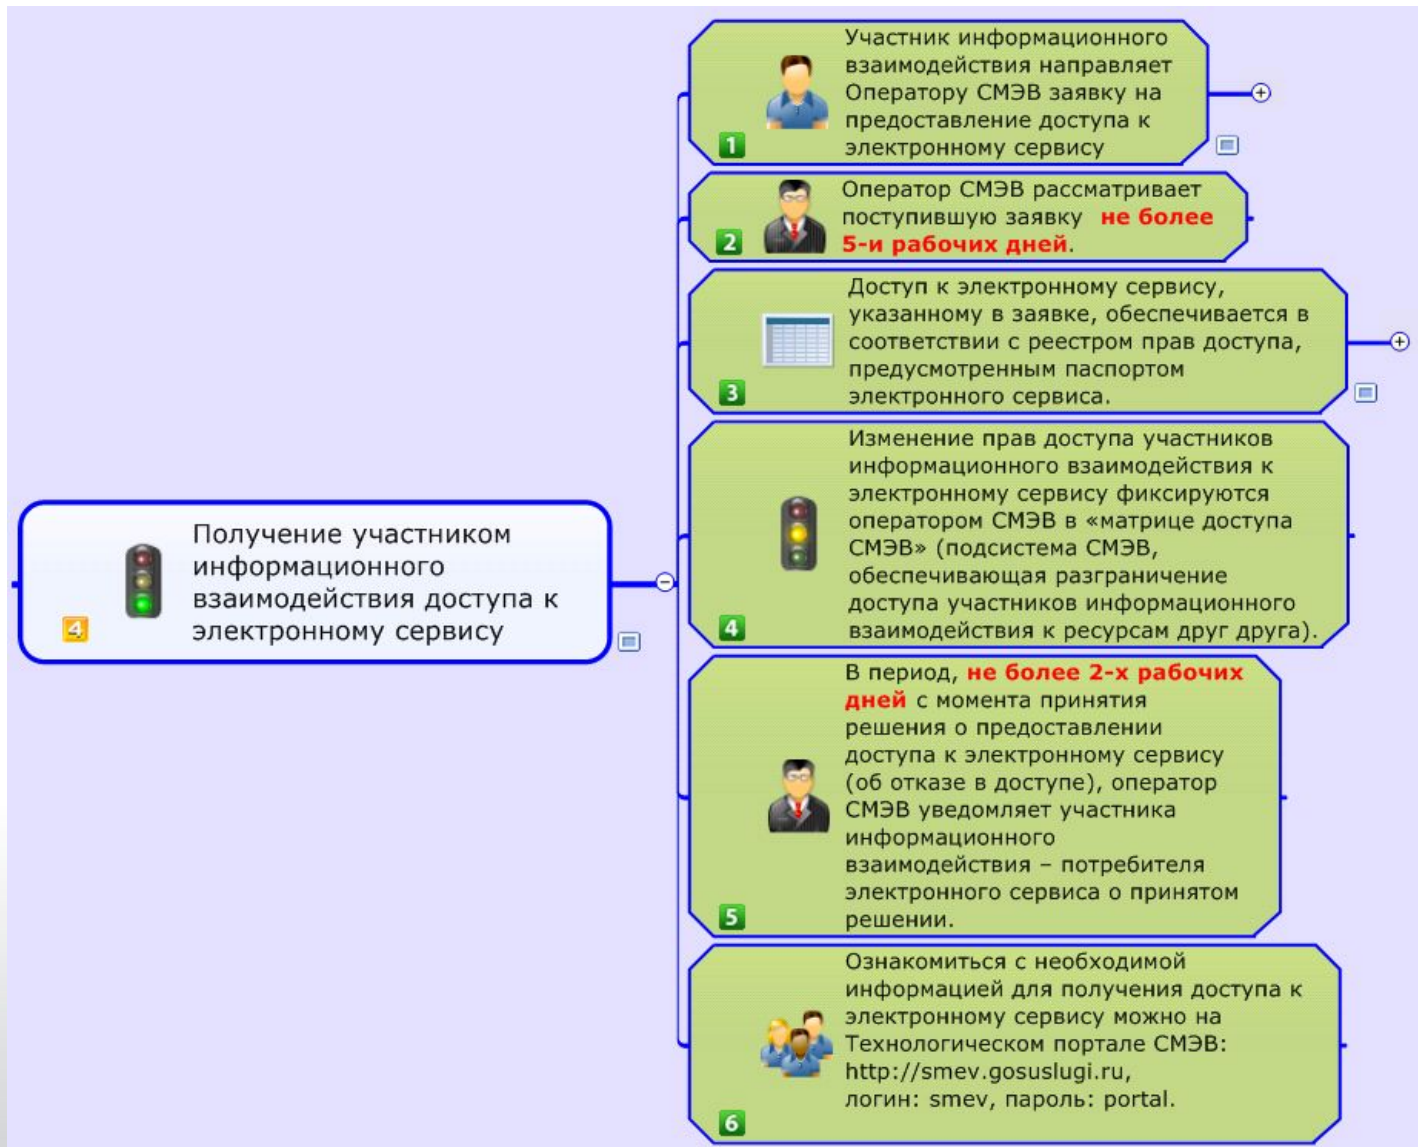 Получение участником
информационного
взаимодействия доступа к
электронному сервису
4
Участник информационного
взаимодействия направляет
Оператору СМЭВ заявку на
предоставление доступа к
электронному сервису
1
Оператор СМЭВ рассматривает
поступившую заявку не более
5-и рабочих дней.
2
Доступ к электронному сервису,
указанному в заявке, обеспечивается в
соответствии с реестром прав доступа,
предусмотренным паспортом
электронного сервиса.
3
Изменение прав доступа участников
информационного взаимодействия к
электронному сервису фиксируются
оператором СМЭВ в «матрице доступа
СМЭВ» (подсистема СМЭВ,
обеспечивающая разграничение
доступа участников информационного
взаимодействия к ресурсам друг друга).
4
В период, не более 2-х рабочих
дней с момента принятия
решения о предоставлении
доступа к электронному сервису
(об отказе в доступе), оператор
СМЭВ уведомляет участника
информационного
взаимодействия – потребителя
электронного сервиса о принятом
решении.
5
Ознакомиться с необходимой
информацией для получения доступа к
электронному сервису можно на
Технологическом портале СМЭВ:
http://smev.gosuslugi.ru,
логин: smev, пароль: portal.
6